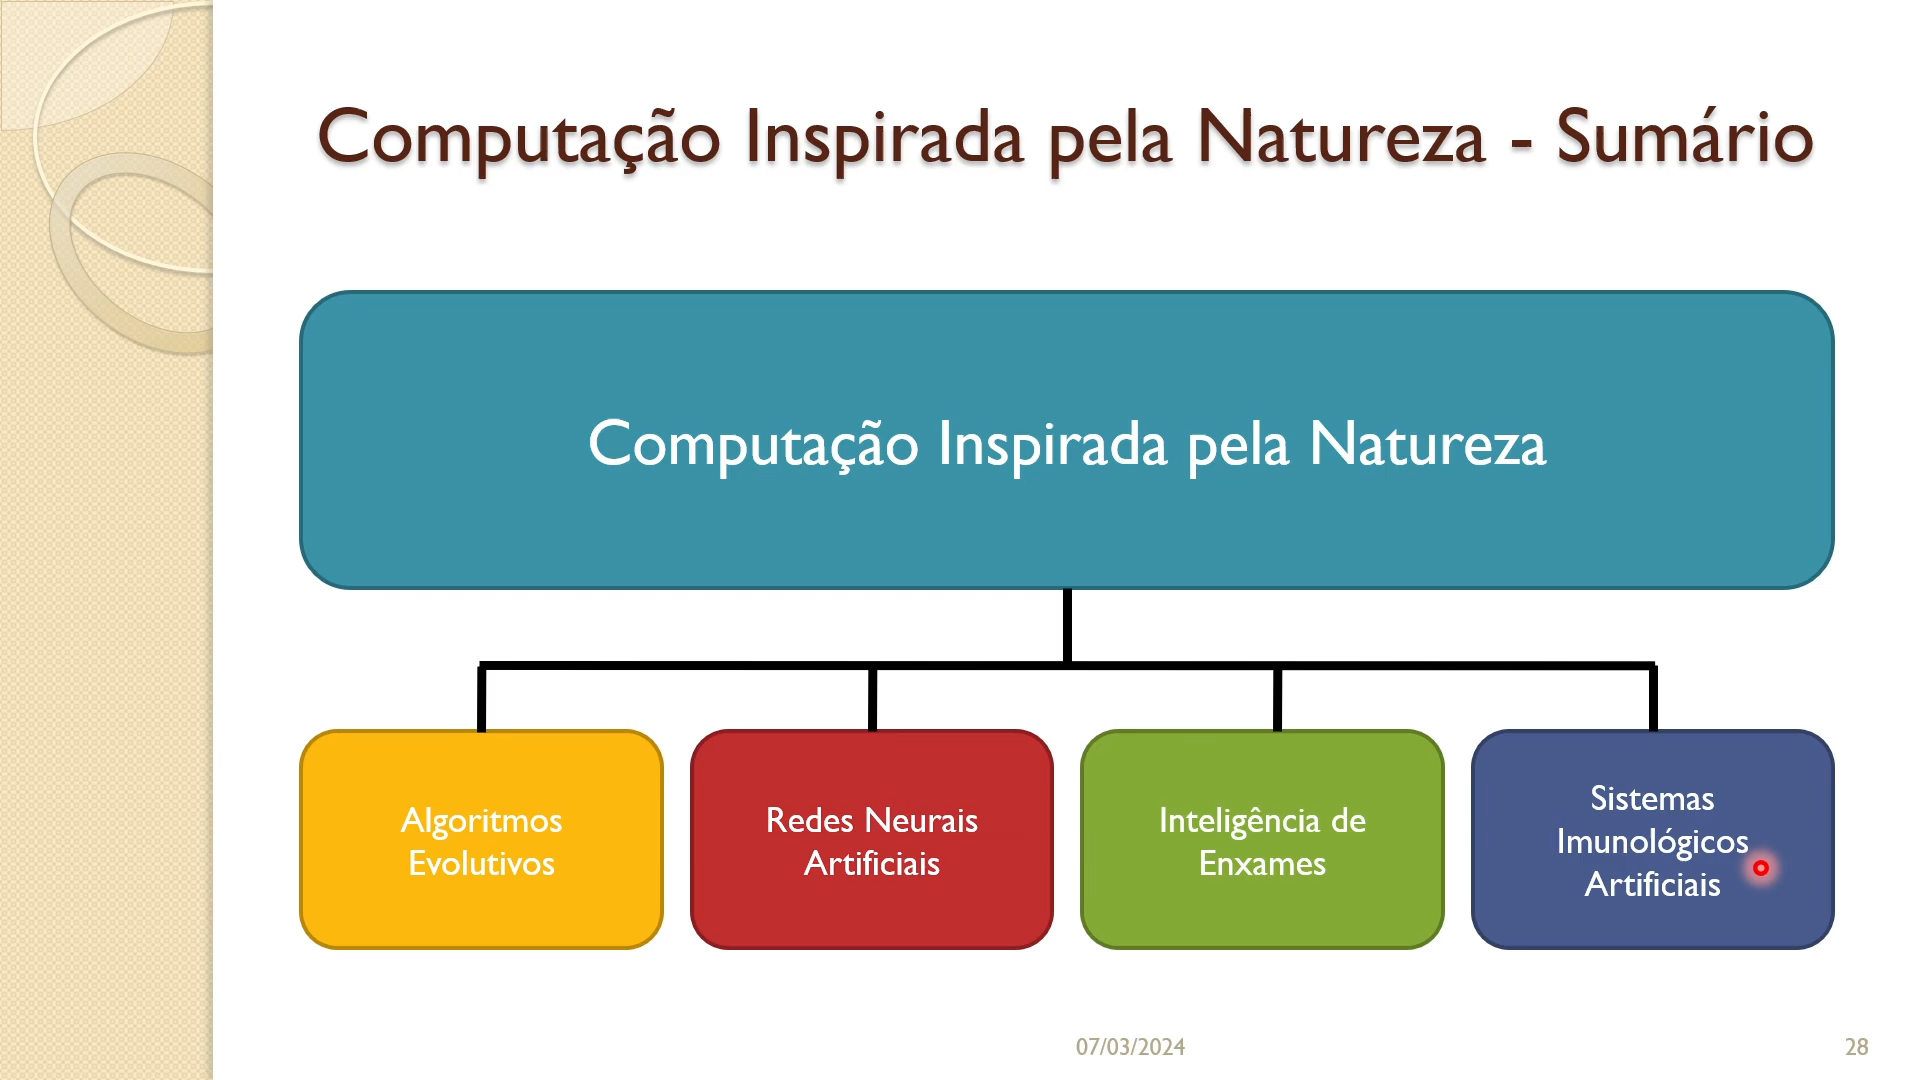 Computação Inspirada pela Natureza - Sumário
Computação Inspirada pela Natureza
Algoritmos
Evolutivos
Redes Neurais
Artificiais
Inteligência de
Enxames
Sistemas
Imunológicos
Artificiais
07/03/2024
28